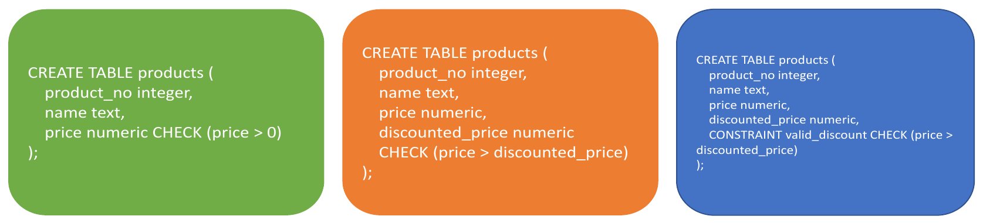 CREATE TABLE products (
product_no integer,
name text,
price numeric CHECK (price > 0)
);
CREATE TABLE products (
product_no integer,
name text,
price numeric,
discounted_price numeric
CHECK (price > discounted_price)
);
CREATE TABLE products (
product_no integer,
name text,
price numeric,
discounted_price numeric,
CONSTRAINT valid_discount CHECK (price >
discounted_price)
);